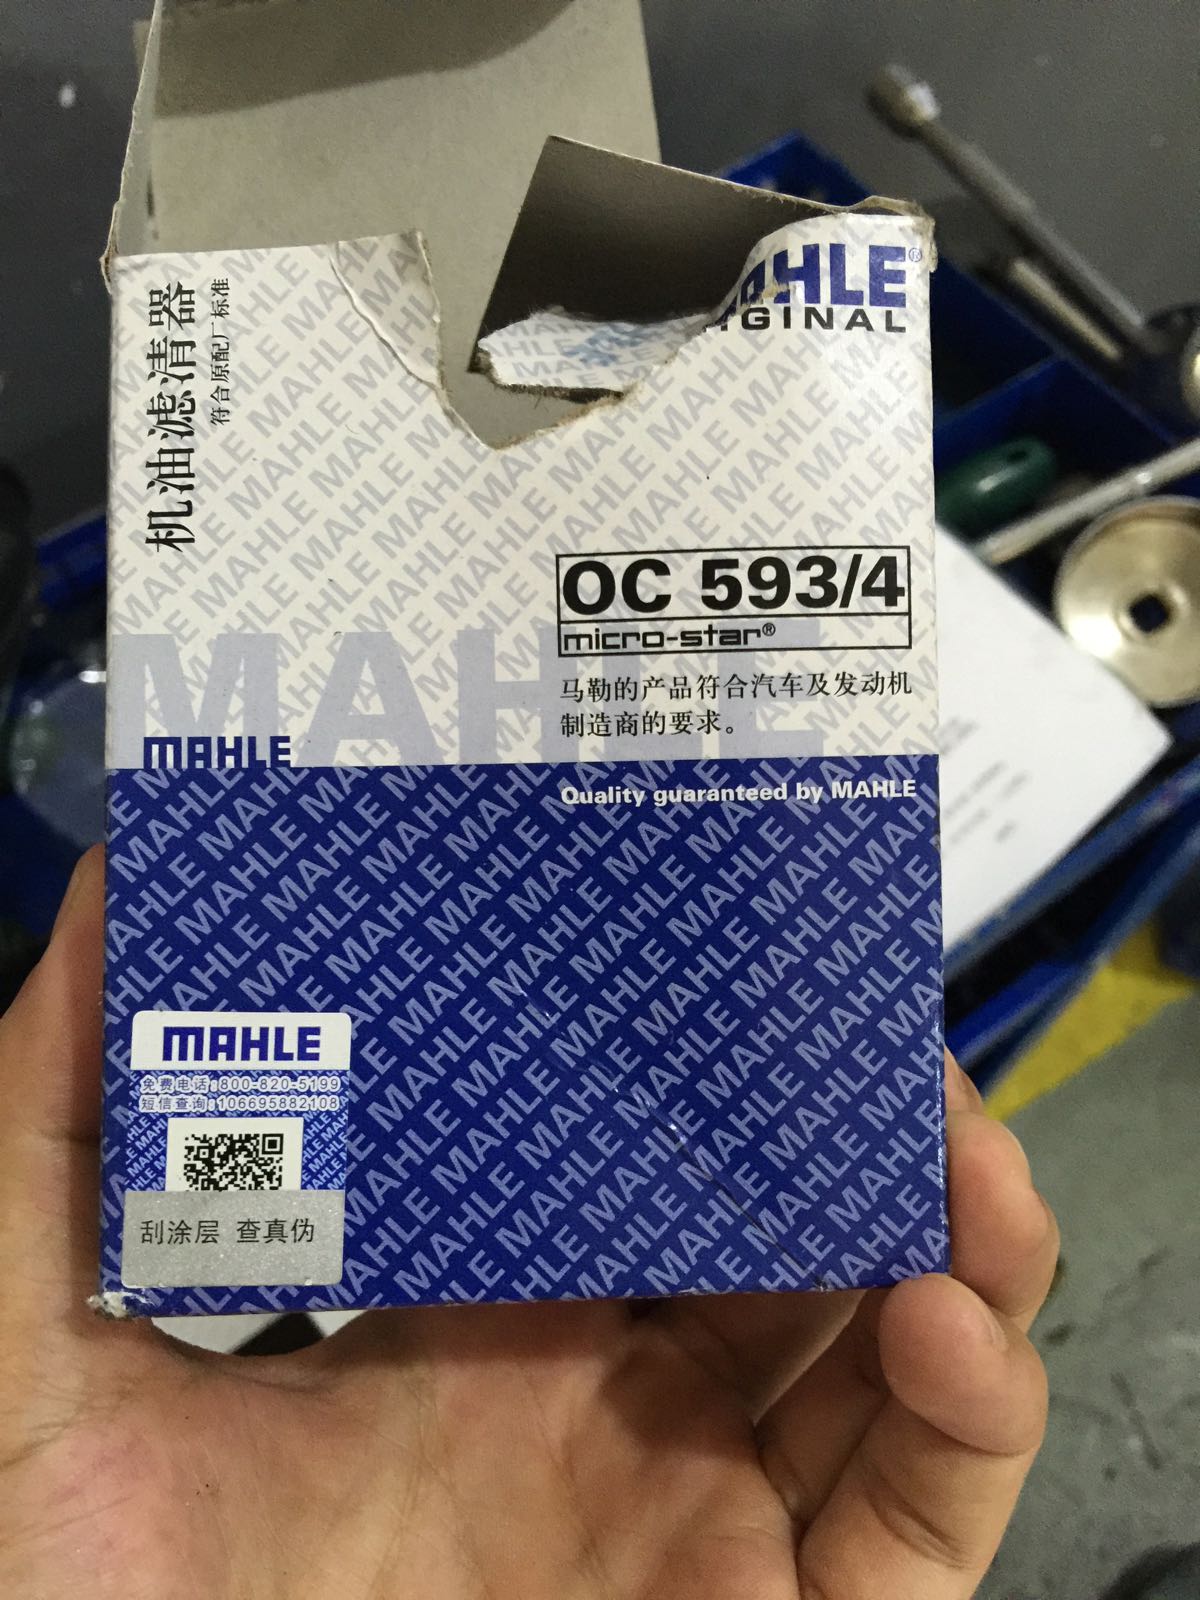 机油滤清器
符合原配厂标准
MAHLE®
ORIGINAL
OC 593/4
micro-star®
马勒的产品符合汽车及发动机
制造商的要求。
MAHLE
MAHLE
Quality guaranteed by MAHLE
MAHLE
免费电话:800-820-5199
短信查询:106695882108
刮涂层 查真伪